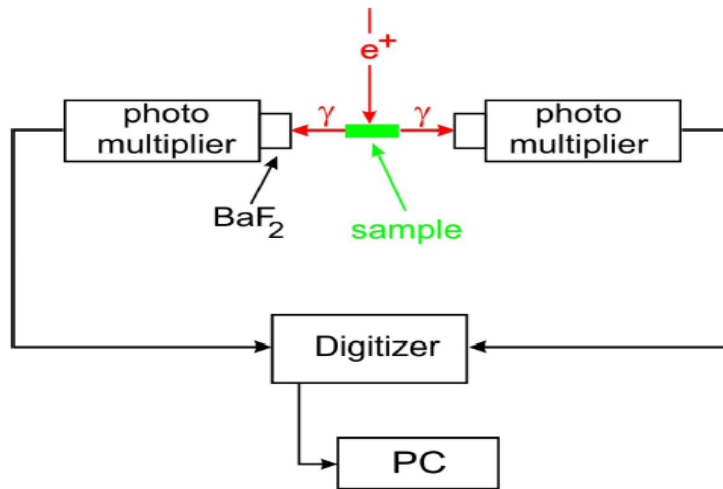 e+
photo
multiplier
γ
γ
photo
multiplier
BaF2
sample
Digitizer
PC